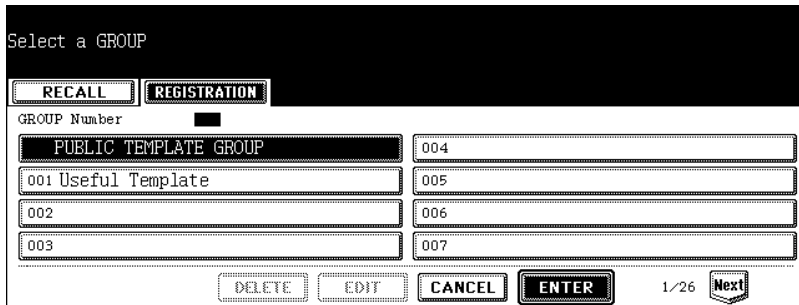 Select a GROUP
RECALL REGISTRATION
GROUP Number
PUBLIC TEMPLATE GROUP 004
001 Useful Template 005
002 006
003 007
DELETE EDIT CANCEL ENTER 1/26 Next